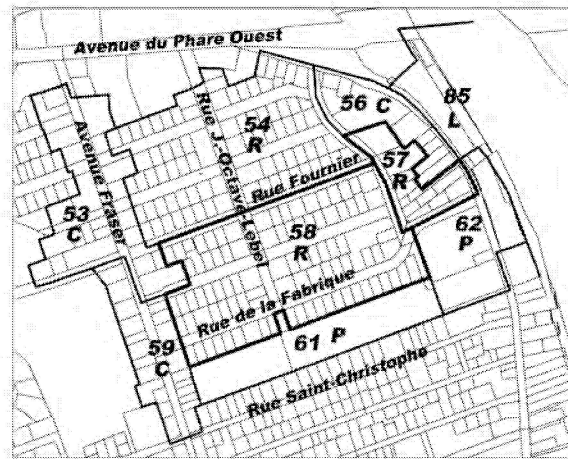 Avenue du Phare Ouest
56 C
85
L
54
R
Rue J.-Octave-Lebel
Avenue Fraser
57
R
Rue Fournier
53
C
58
R
62
P
Rue de la Fabrique
59
C
61 P
Rue Saint-Christophe